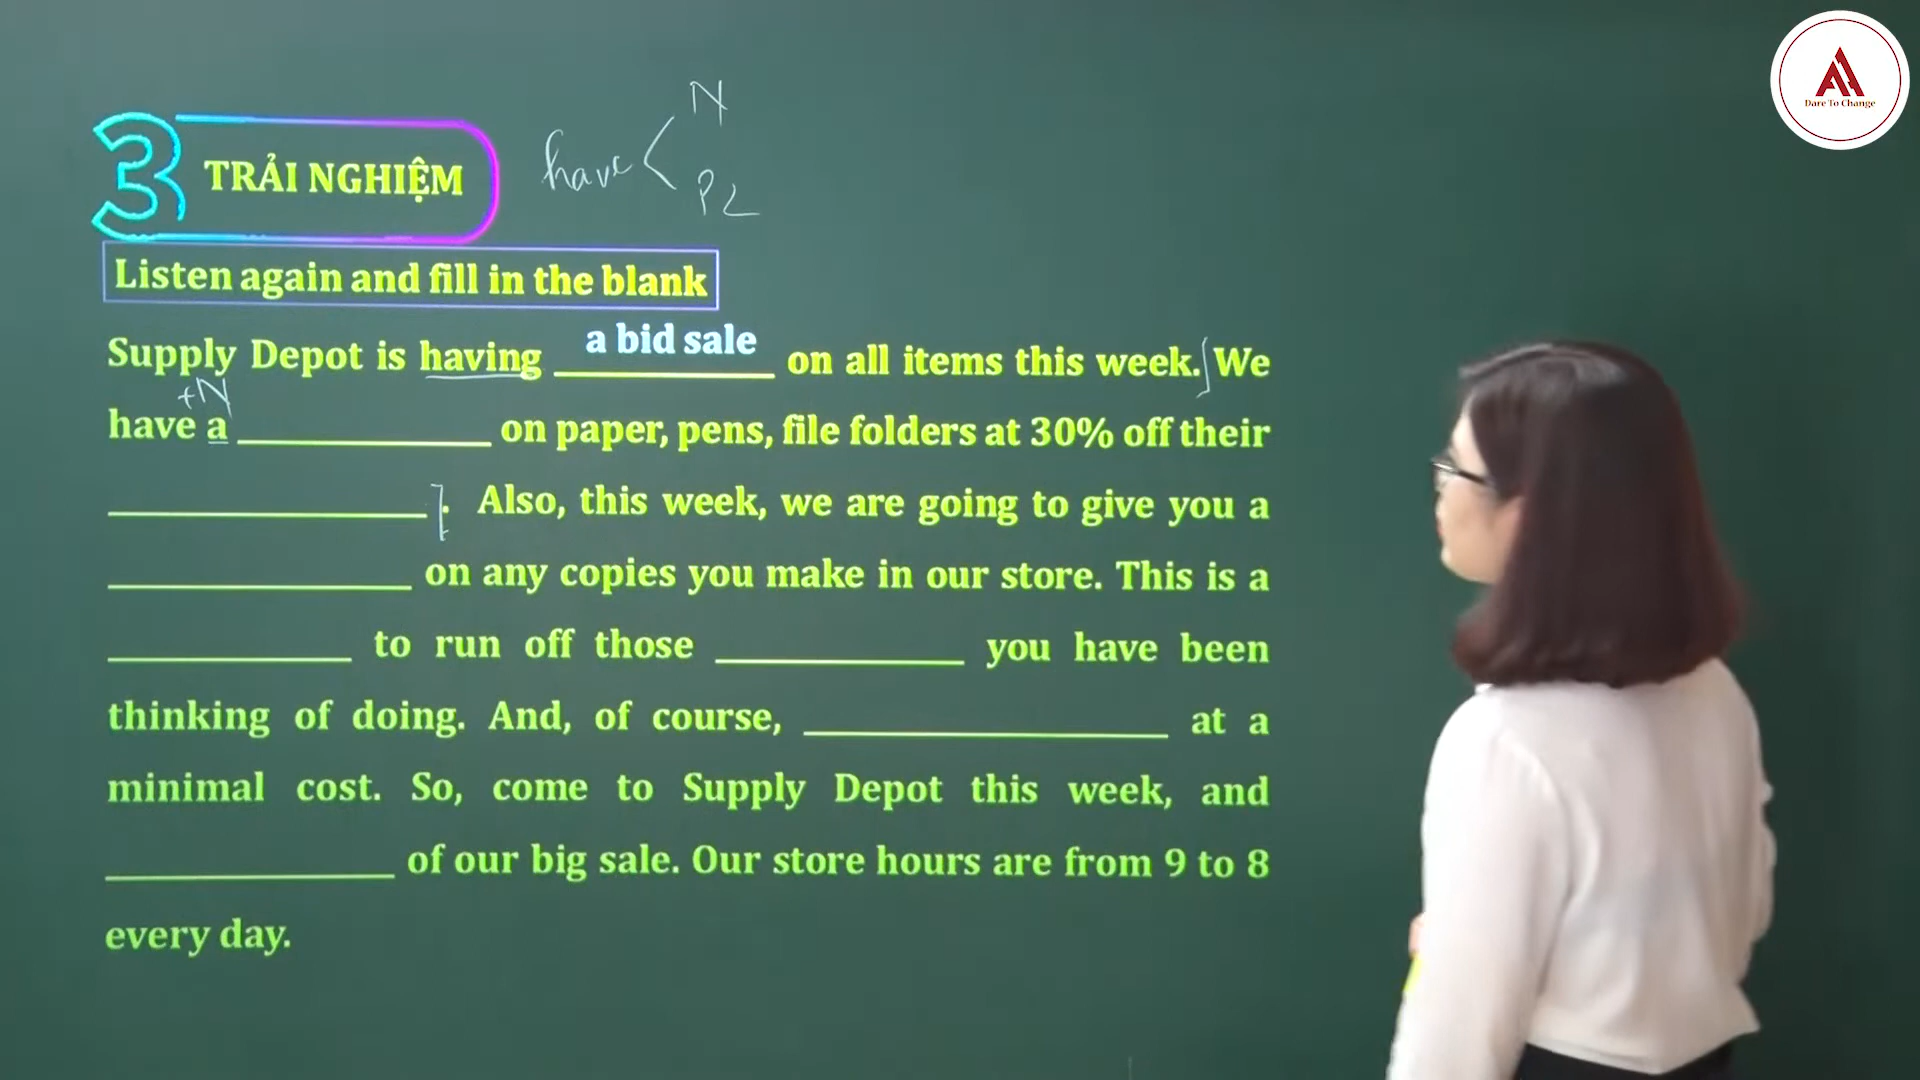 Dare To Change
3 TRẢI NGHIỆM
have
N
P2
Listen again and fill in the blank
Supply Depot is having a bid sale on all items this week. We
+N
have a ____________ on paper, pens, file folders at 30% off their
____________. Also, this week, we are going to give you a
____________ on any copies you make in our store. This is a
____________ to run off those ____________ you have been
thinking of doing. And, of course, ____________ at a
minimal cost. So, come to Supply Depot this week, and
____________ of our big sale. Our store hours are from 9 to 8
every day.